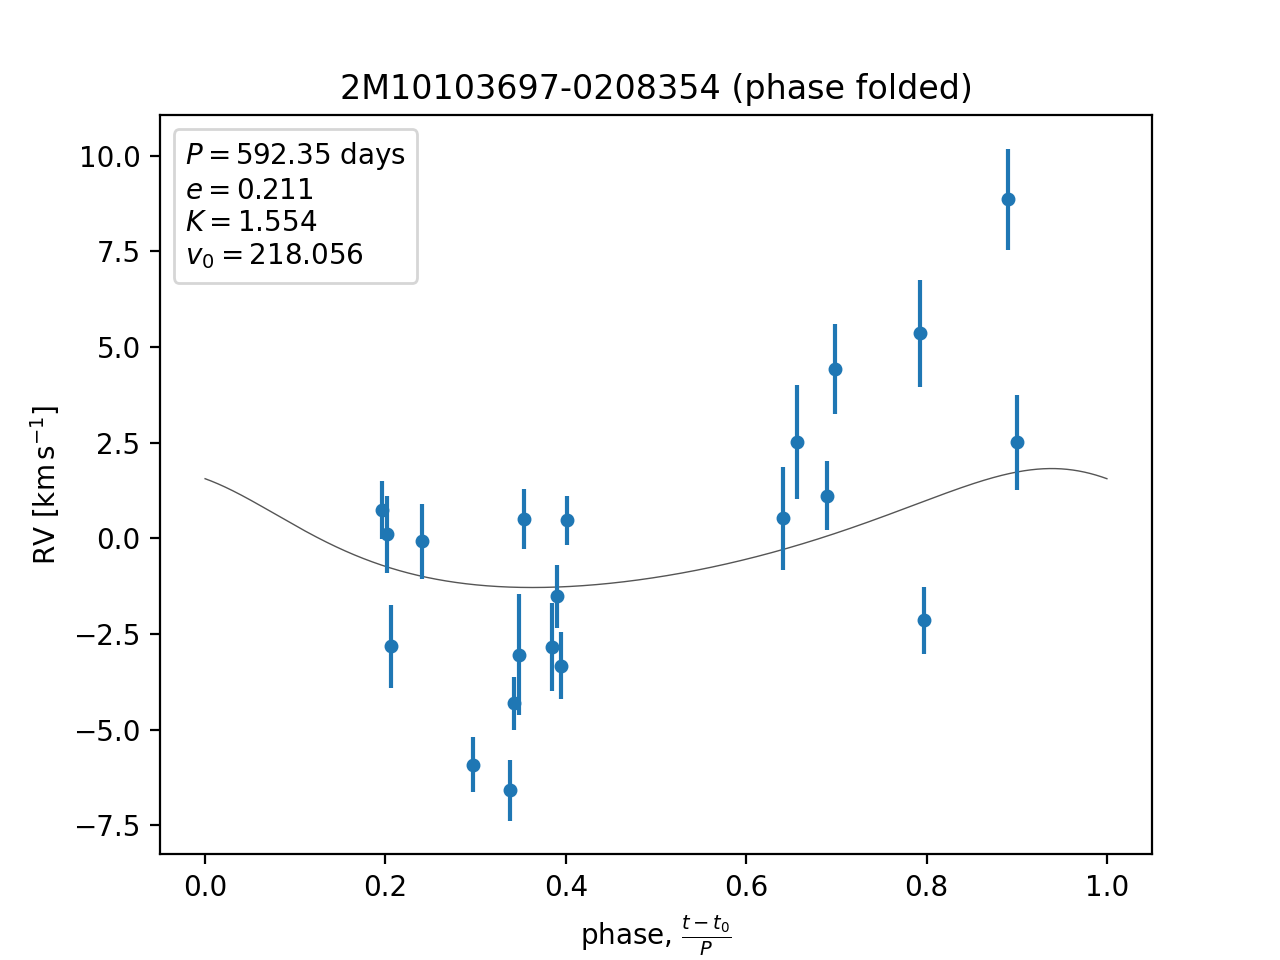 2M10103697-0208354 (phase folded)
P = 592.35 days
e = 0.211
K = 1.554
v₀ = 218.056
10.0
7.5
5.0
2.5
0.0
−2.5
−5.0
−7.5
RV [km s⁻¹]
0.0 0.2 0.4 0.6 0.8 1.0
phase, (t − t₀)/P